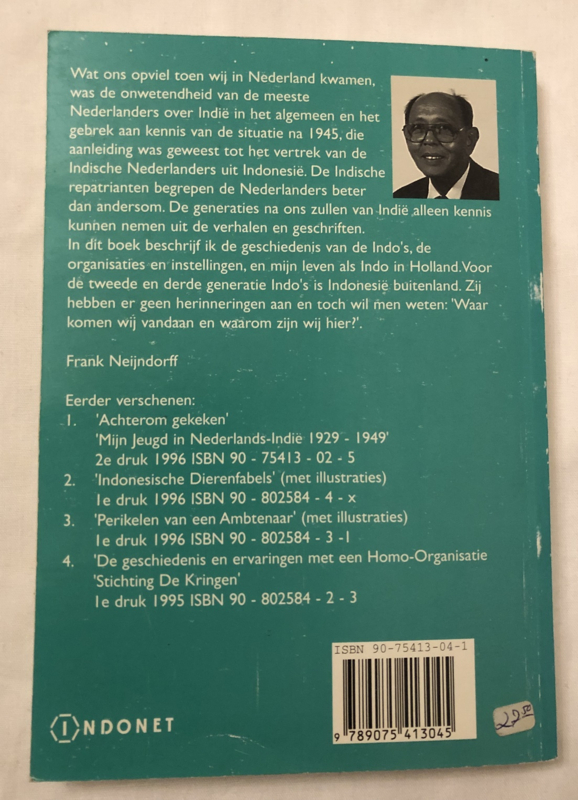 Wat ons opviel toen wij in Nederland kwamen,
was de onwetendheid van de meeste
Nederlanders over Indië in het algemeen en het
gebrek aan kennis van de situatie na 1945, die
aanleiding was geweest tot het vertrek van de
Indische Nederlanders uit Indonesië. De Indische
repatrianten begrepen de Nederlanders beter
dan andersom. De generaties na ons zullen van Indië alleen kennis
kunnen nemen uit de verhalen en geschriften.
In dit boek beschrijf ik de geschiedenis van de Indo's, de
organisaties en instellingen, en mijn leven als Indo in Holland.Voor
de tweede en derde generatie Indo's is Indonesië buitenland. Zij
hebben er geen herinneringen aan en toch wil men weten: 'Waar
komen wij vandaan en waarom zijn wij hier?'.
Frank Neijndorff
Eerder verschenen:
1. 'Achterom gekeken'
'Mijn Jeugd in Nederlands-Indië 1929 - 1949'
2e druk 1996 ISBN 90 - 75413 - 02 - 5
2. 'Indonesische Dierenfabels' (met illustraties)
1e druk 1996 ISBN 90 - 802584 - 4 - x
3. 'Perikelen van een Ambtenaar' (met illustraties)
1e druk 1996 ISBN 90 - 802584 - 3 -1
4. 'De geschiedenis en ervaringen met een Homo-Organisatie
'Stichting De Kringen'
1e druk 1995 ISBN 90 - 802584 - 2 - 3
ISBN 90-75413-04-1
9 789075 413045
INDONET
22,50